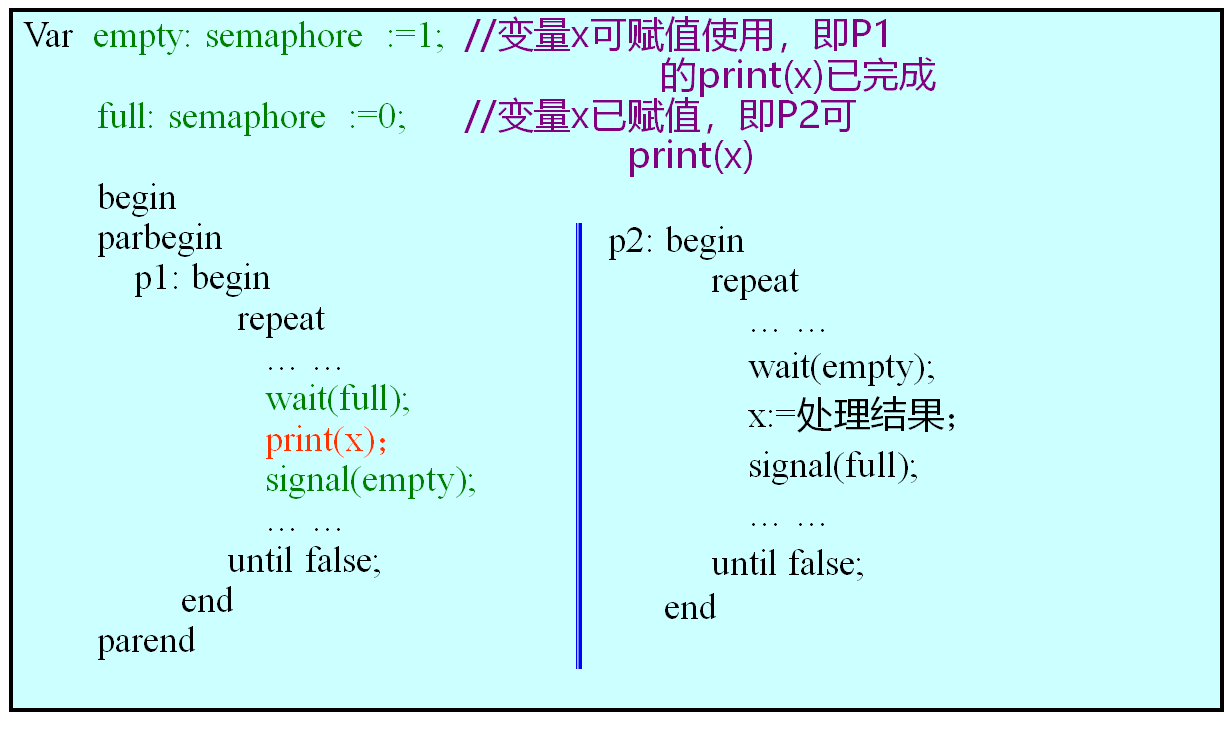 Var empty: semaphore :=1; //变量x可赋值使用，即P1
的print(x)已完成
full: semaphore :=0; //变量x已赋值，即P2可
print(x)
begin
parbegin
p1: begin
repeat
... ...
wait(full);
print(x)；
signal(empty);
... ...
until false;
end
parend
p2: begin
repeat
... ...
wait(empty);
x:=处理结果；
signal(full);
... ...
until false;
end